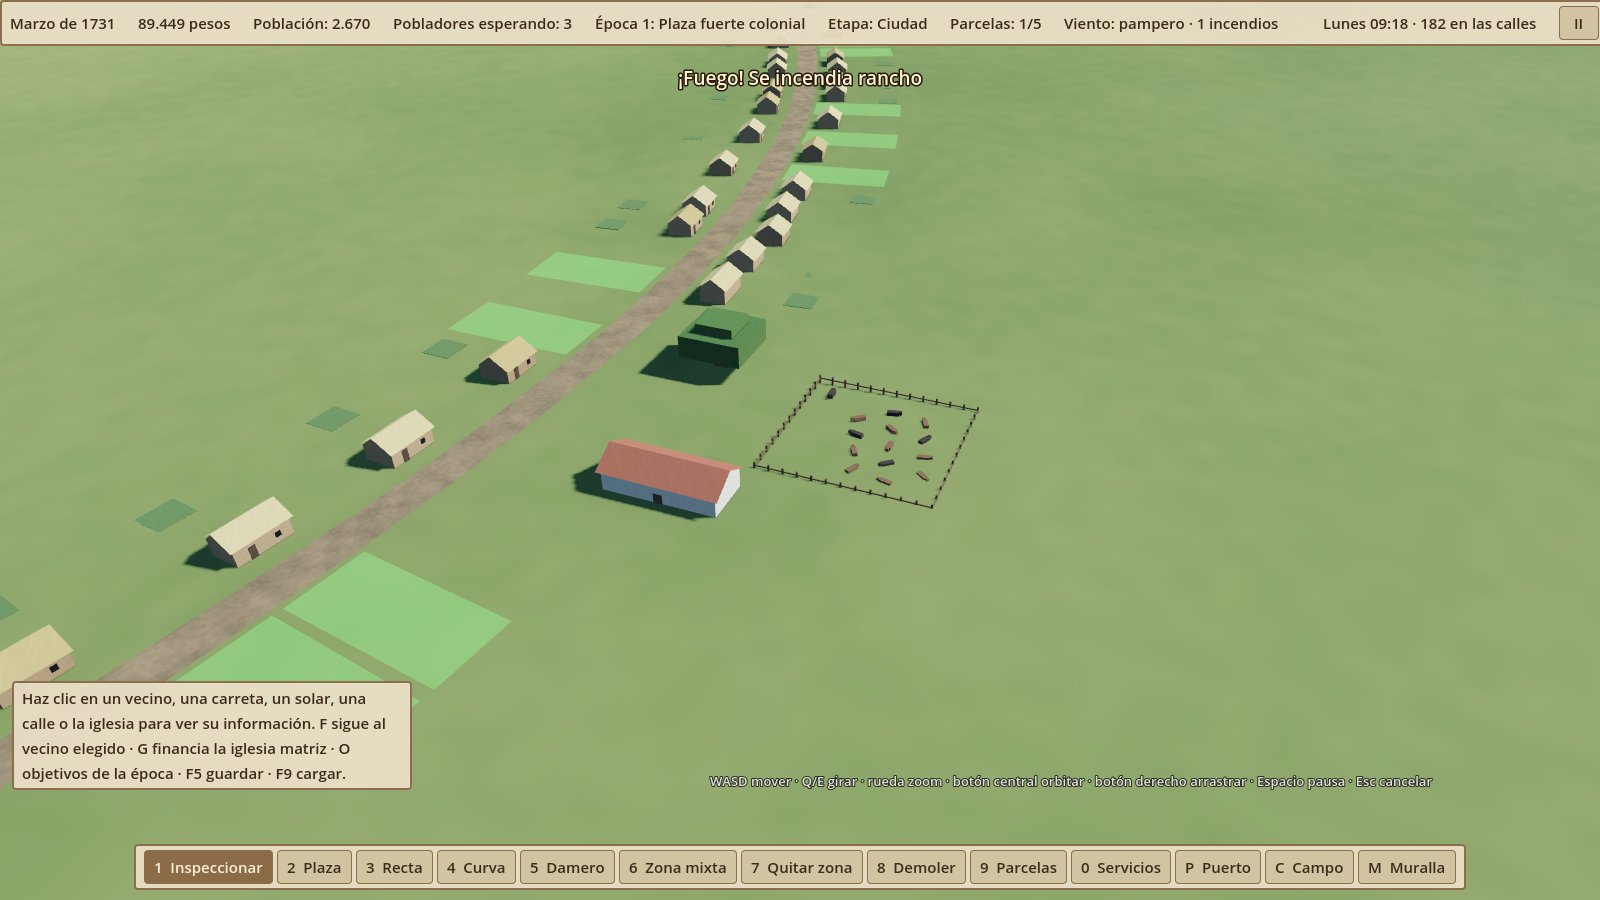 Marzo de 1731 89.449 pesos Población: 2.670 Pobladores esperando: 3 Época 1: Plaza fuerte colonial Etapa: Ciudad Parcelas: 1/5 Viento: pampero · 1 incendios Lunes 09:18 · 182 en las calles II
¡Fuego! Se incendia rancho
Haz clic en un vecino, una carreta, un solar, una
calle o la iglesia para ver su información. F sigue al
vecino elegido · G financia la iglesia matriz · O
objetivos de la época · F5 guardar · F9 cargar.
WASD mover · Q/E girar · rueda zoom · botón central orbitar · botón derecho arrastrar · Espacio pausa · Esc cancelar
1 Inspeccionar 2 Plaza 3 Recta 4 Curva 5 Damero 6 Zona mixta 7 Quitar zona 8 Demoler 9 Parcelas 0 Servicios P Puerto C Campo M Muralla